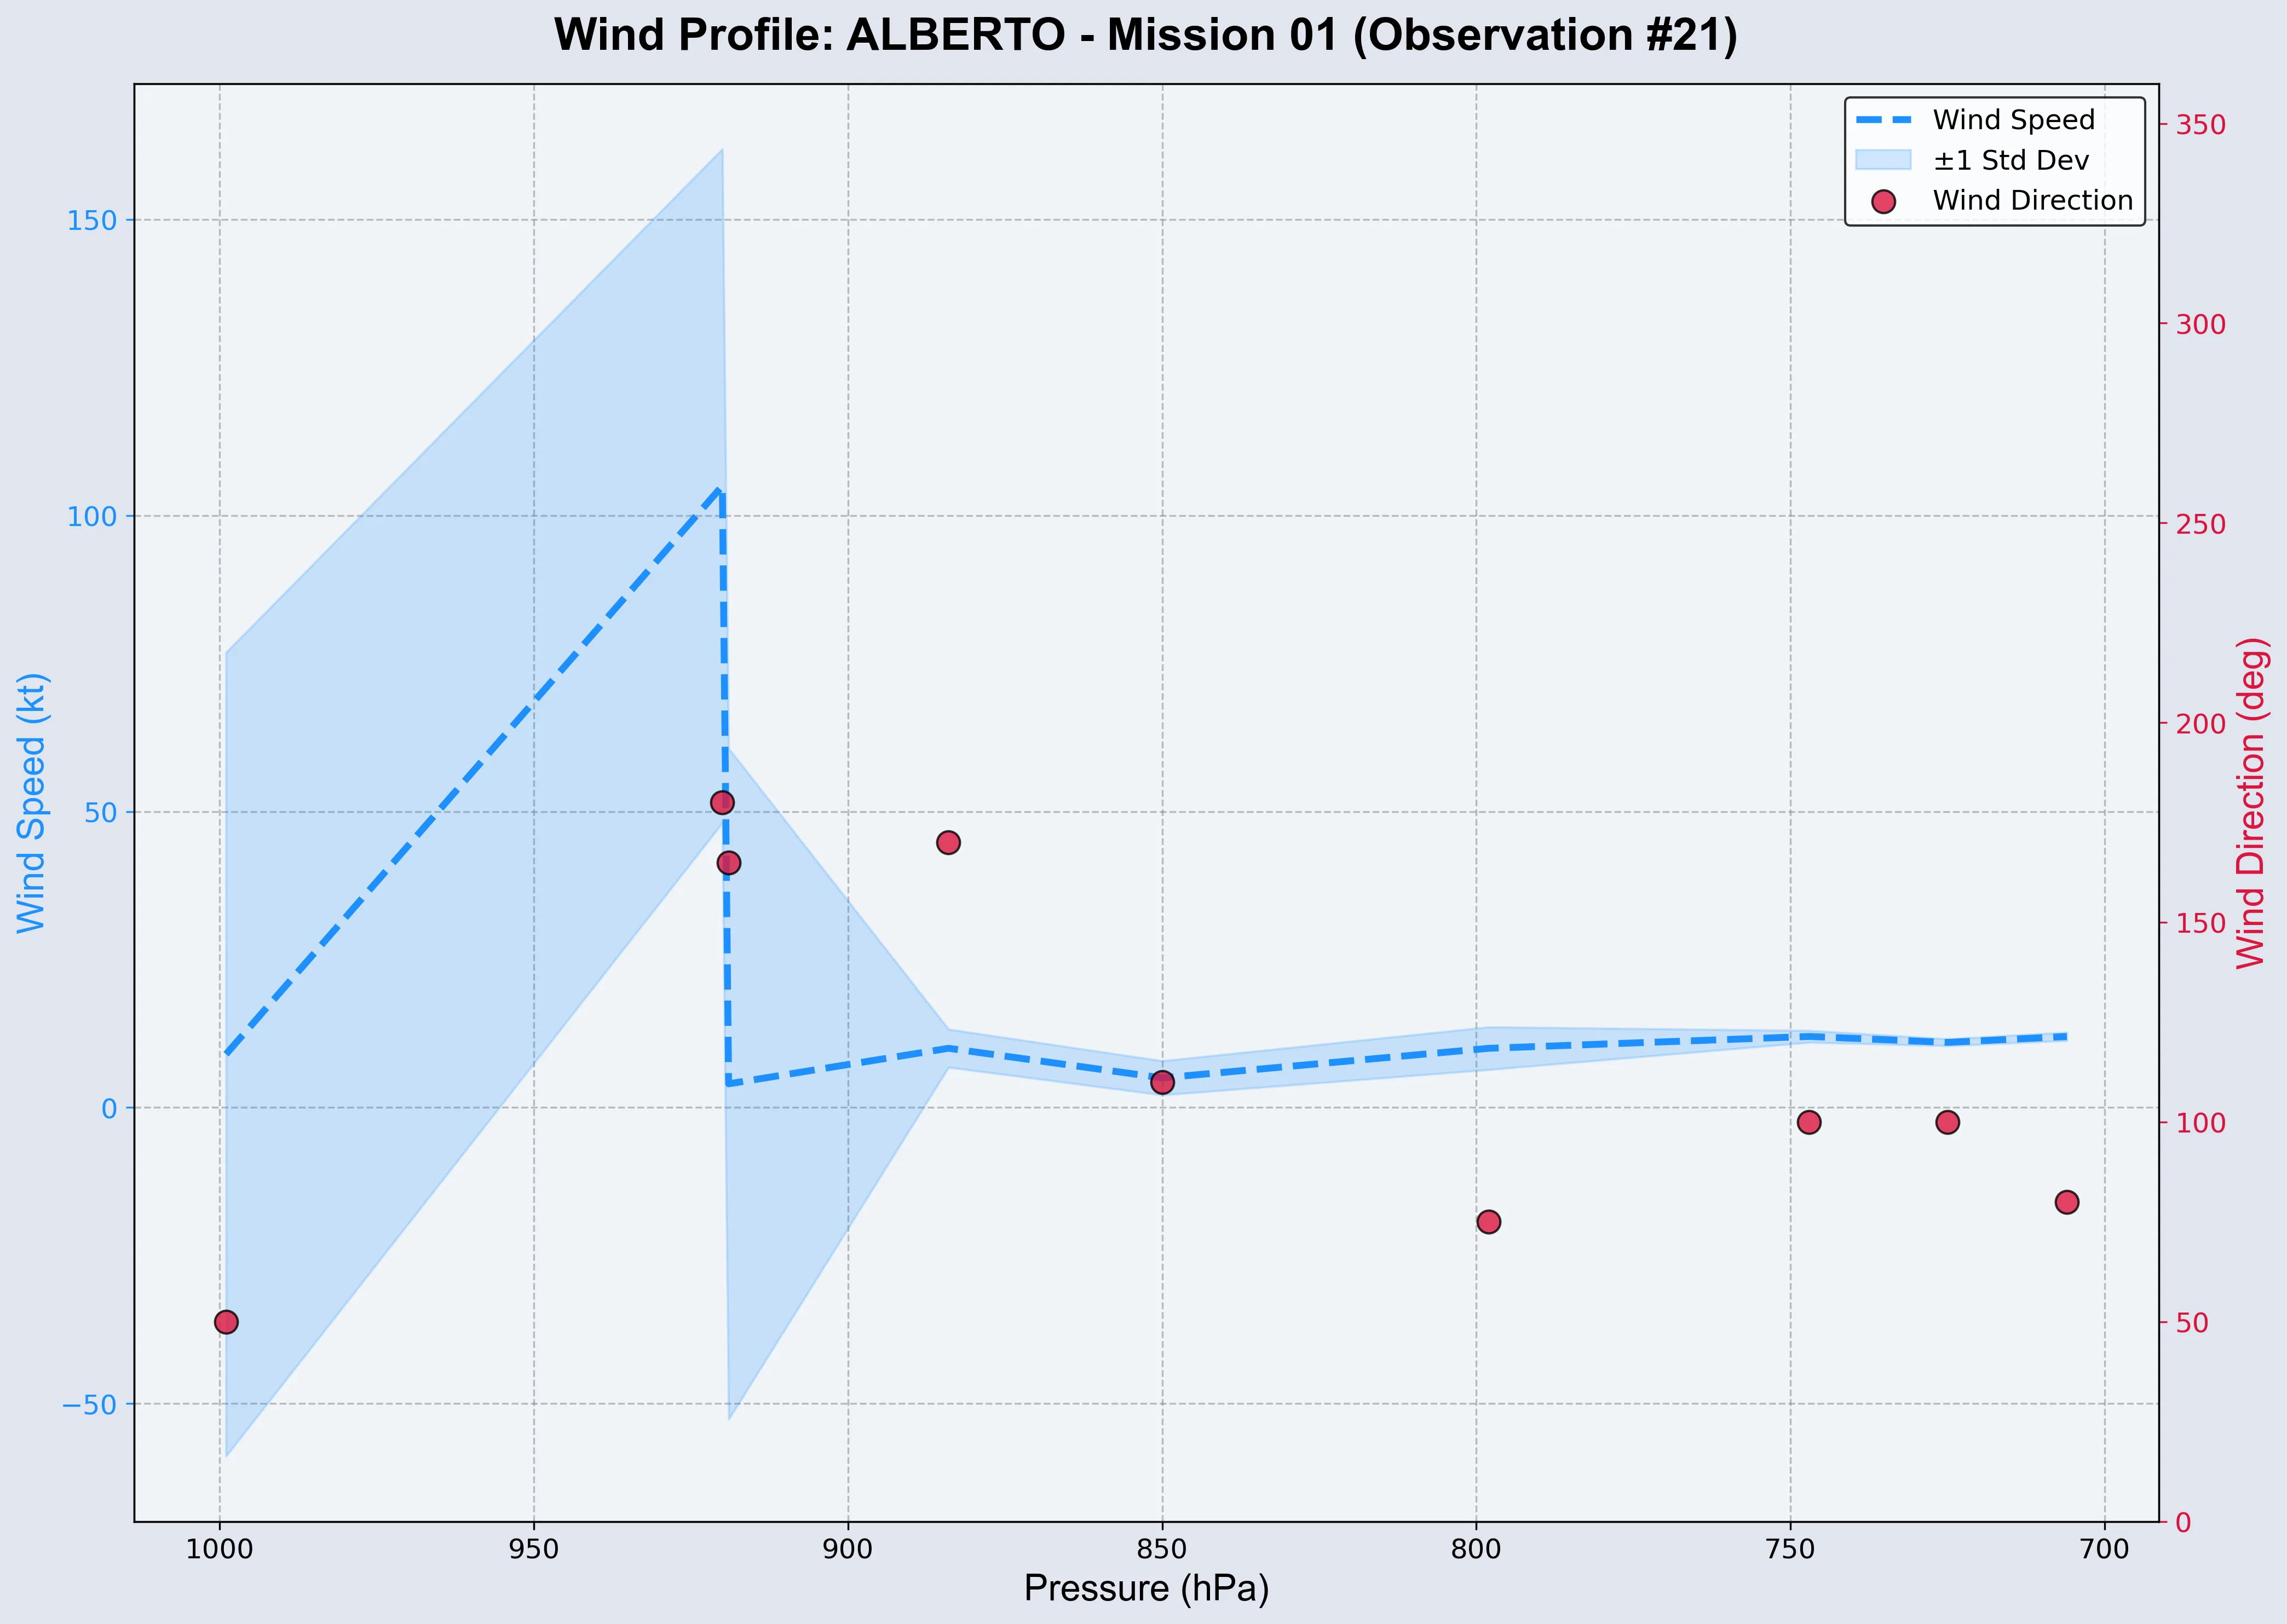 Wind Profile: ALBERTO - Mission 01 (Observation #21)
Wind Speed
±1 Std Dev
Wind Direction
Wind Speed (kt)
150
100
50
0
−50
350
300
250
200
150
100
50
0
Wind Direction (deg)
1000
950
900
850
800
750
700
Pressure (hPa)